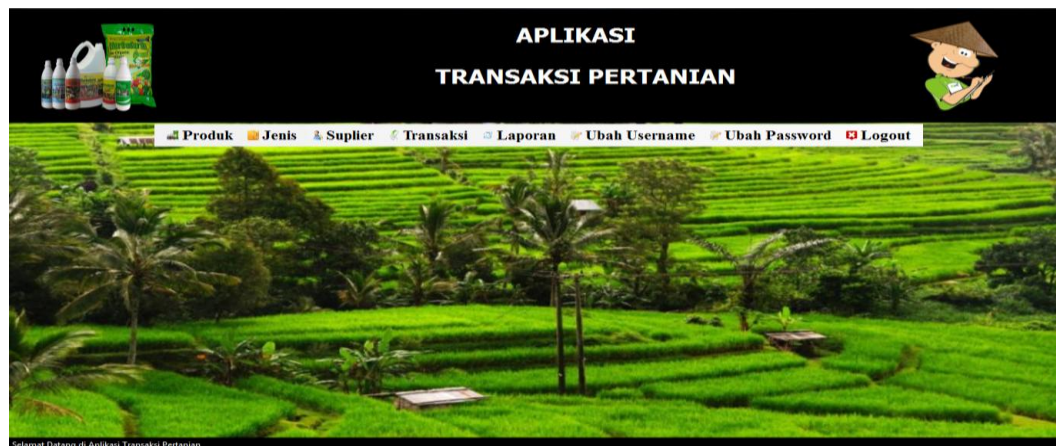 APLIKASI
TRANSAKSI PERTANIAN
Produk Jenis Suplier Transaksi Laporan Ubah Username Ubah Password Logout
Selamat Datang di Aplikasi Transaksi Pertanian